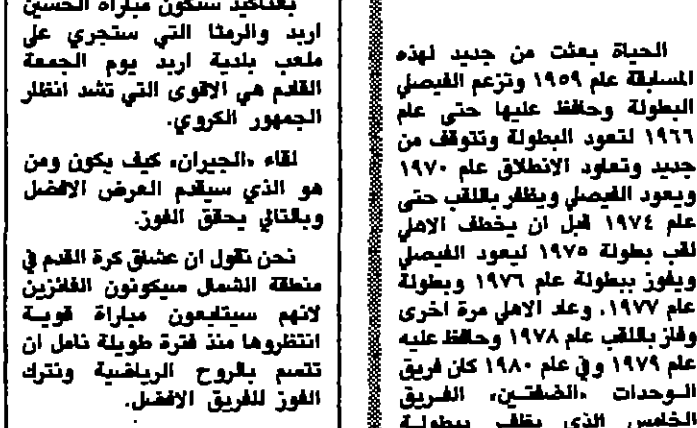 الحياة بعثت من جديد لهذه
المسابقة عام ١٩٥٩ وتزعم الفيصلي
البطولة وحافظ عليها حتى عام
١٩٦٦ لتعود البطولة وتتوقف من
جديد وتعاود الانطلاق عام ١٩٧٠
ويعود الفيصلي ويظفر باللقب حتى
عام ١٩٧٤ قبل ان يخطف الاهلي
لقب بطولة ١٩٧٥ ليعود الفيصلي
ويفوز ببطولة عام ١٩٧٦ وبطولة
عام ١٩٧٧. وعاد الاهلي مرة اخرى
وفاز باللقب عام ١٩٧٨ وحافظ عليه
عام ١٩٧٩ وفي عام ١٩٨٠ كان فريق
الوحدات «الضفتين» الفريق
الخامس الذي يظفر ببطولة
بالتاكيد ستكون مباراة الحسين
اربد والرمثا التي ستجري على
ملعب بلدية اربد يوم الجمعة
القادم هي الاقوى التي تشد انظار
الجمهور الكروي.
لقاء «الجيران» كيف يكون ومن
هو الذي سيقدم العرض الافضل
وبالتالي يحقق الفوز.
نحن نقول ان عشاق كرة القدم في
منطقة الشمال سيكونون الفائزين
لانهم سيتابعون مباراة قوية
انتظروها منذ فترة طويلة نامل ان
تتسم بالروح الرياضية ونترك
الفوز للفريق الافضل.